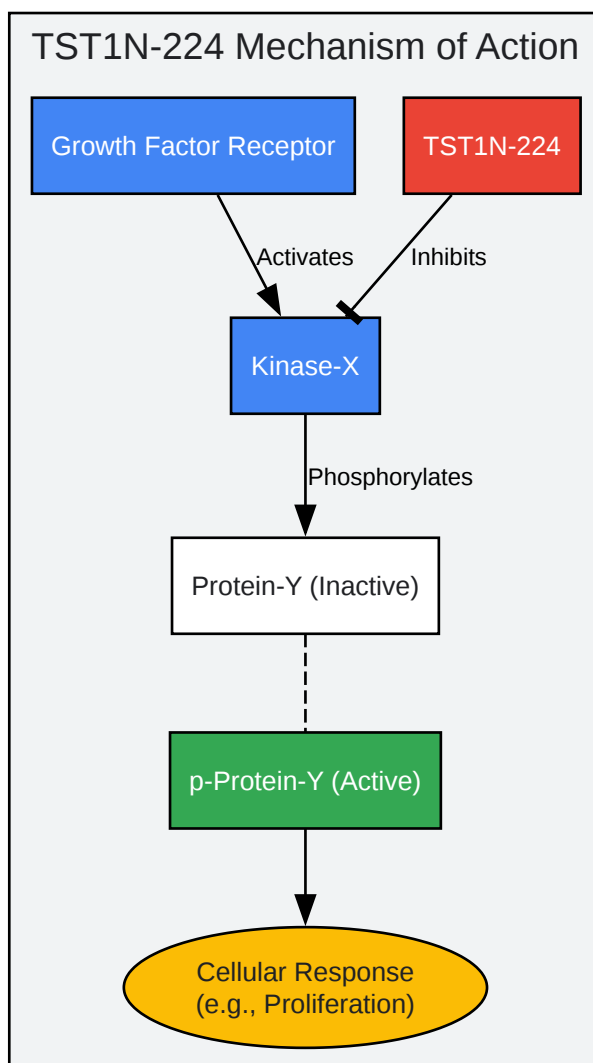 TST1N-224 Mechanism of Action
Growth Factor Receptor
TST1N-224
Activates
Inhibits
Kinase-X
Phosphorylates
Protein-Y (Inactive)
p-Protein-Y (Active)
Cellular Response
(e.g., Proliferation)